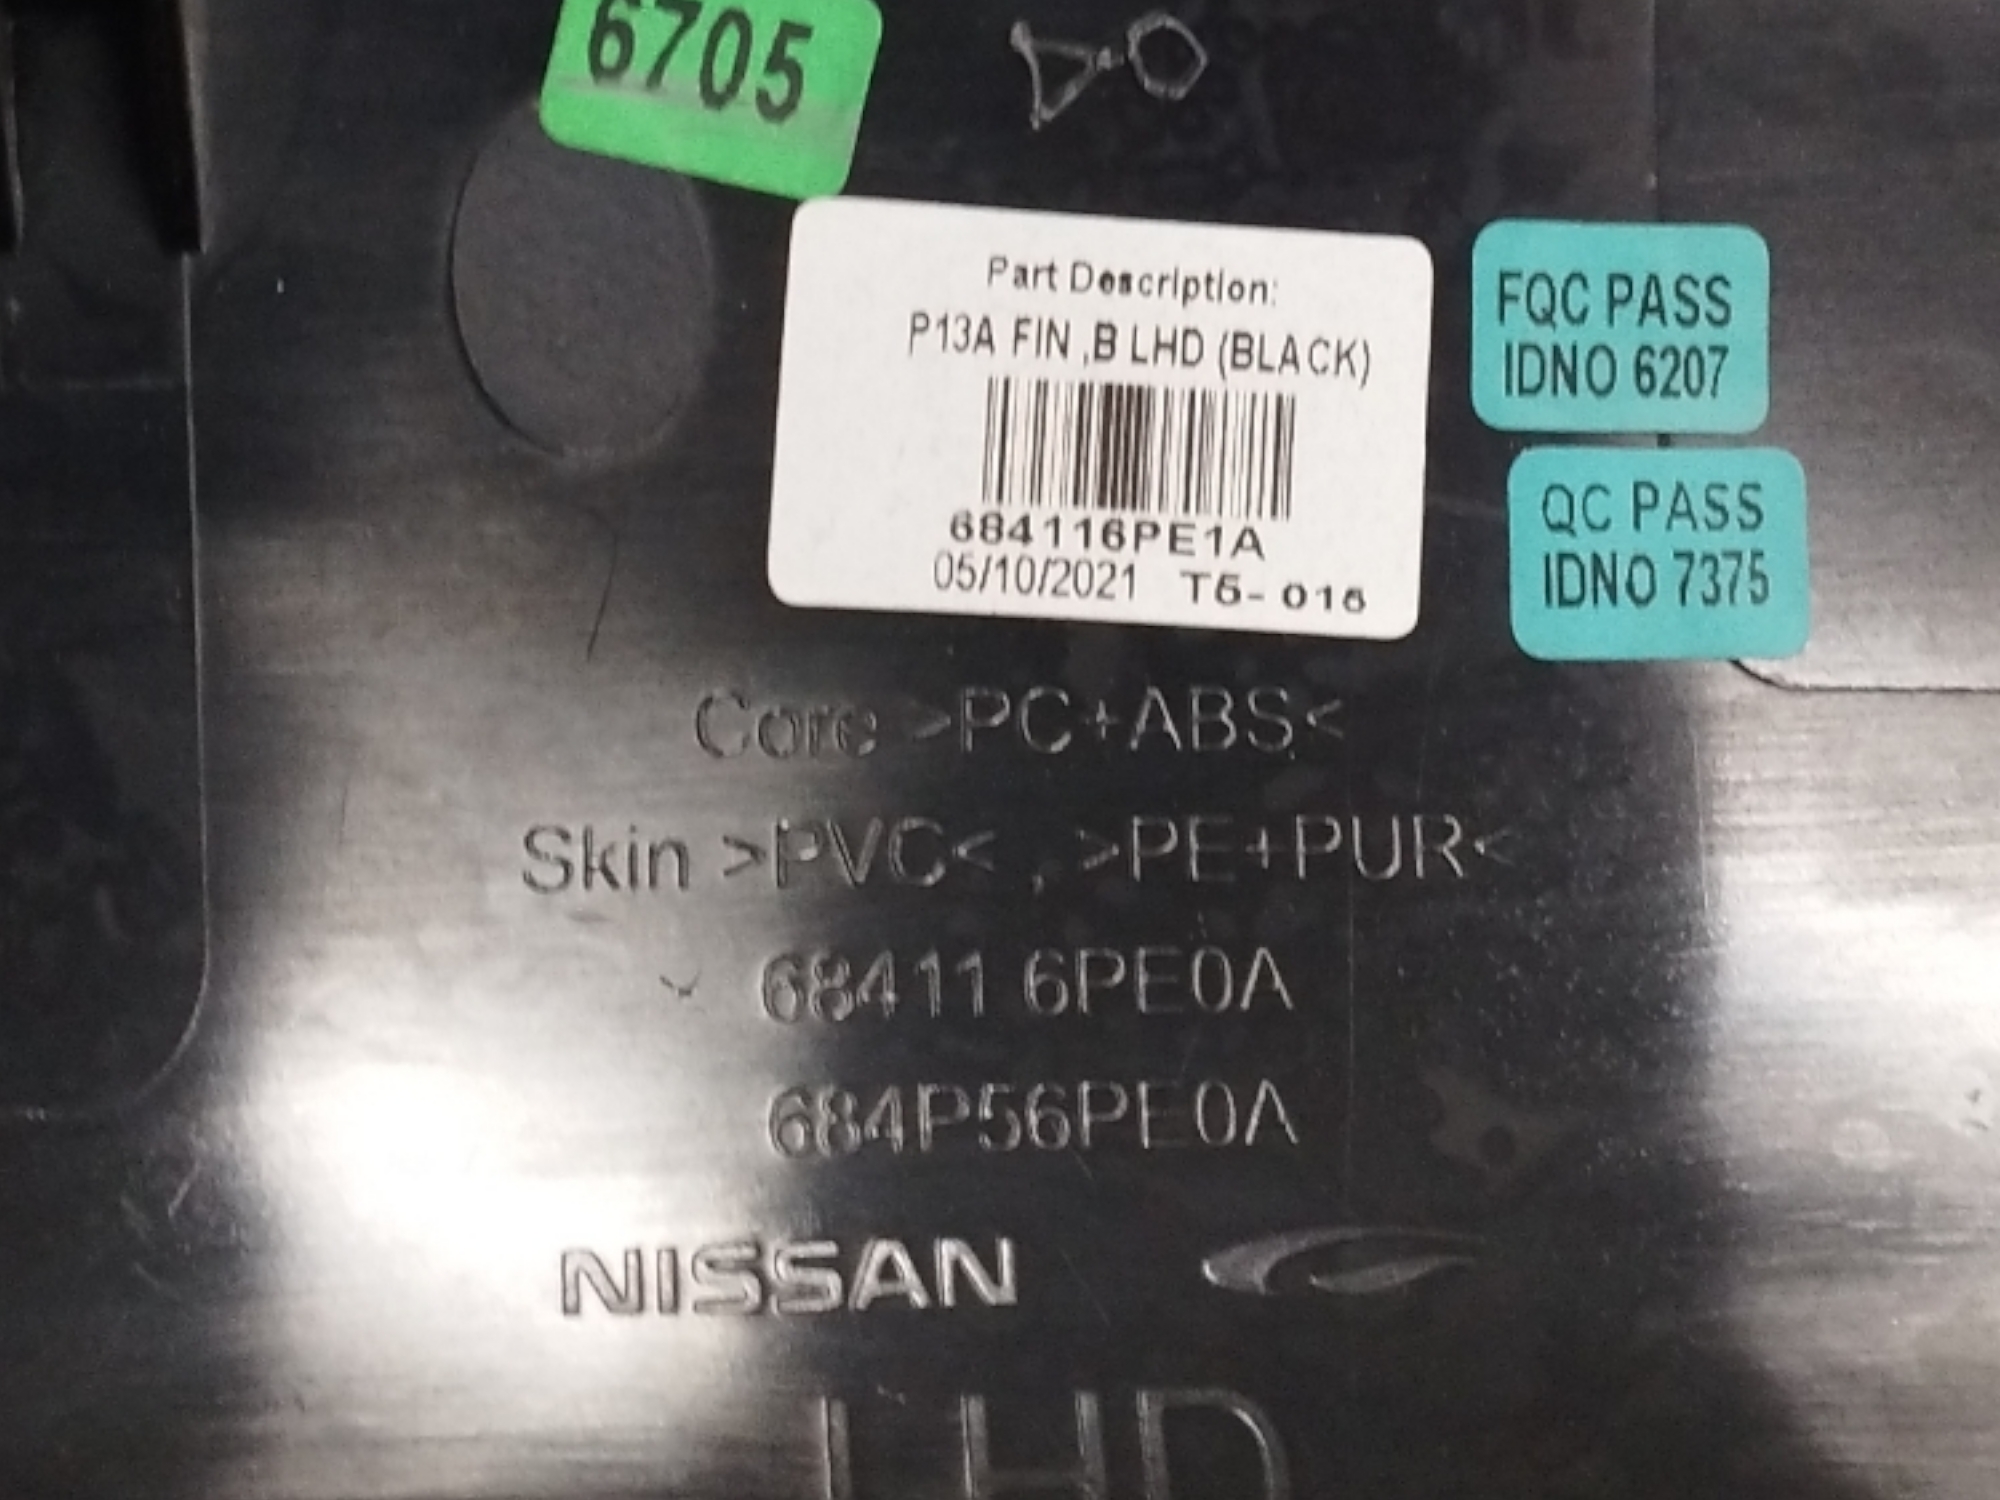 6705
Part Description:
P13A FIN ,B LHD (BLACK)
684116PE1A
05/10/2021 T5-016
FQC PASS
IDNO 6207
QC PASS
IDNO 7375
Core >PC+ABS<
Skin >PVC< , >PE+PUR<
68411 6PE0A
684P56PE0A
NISSAN
LHD